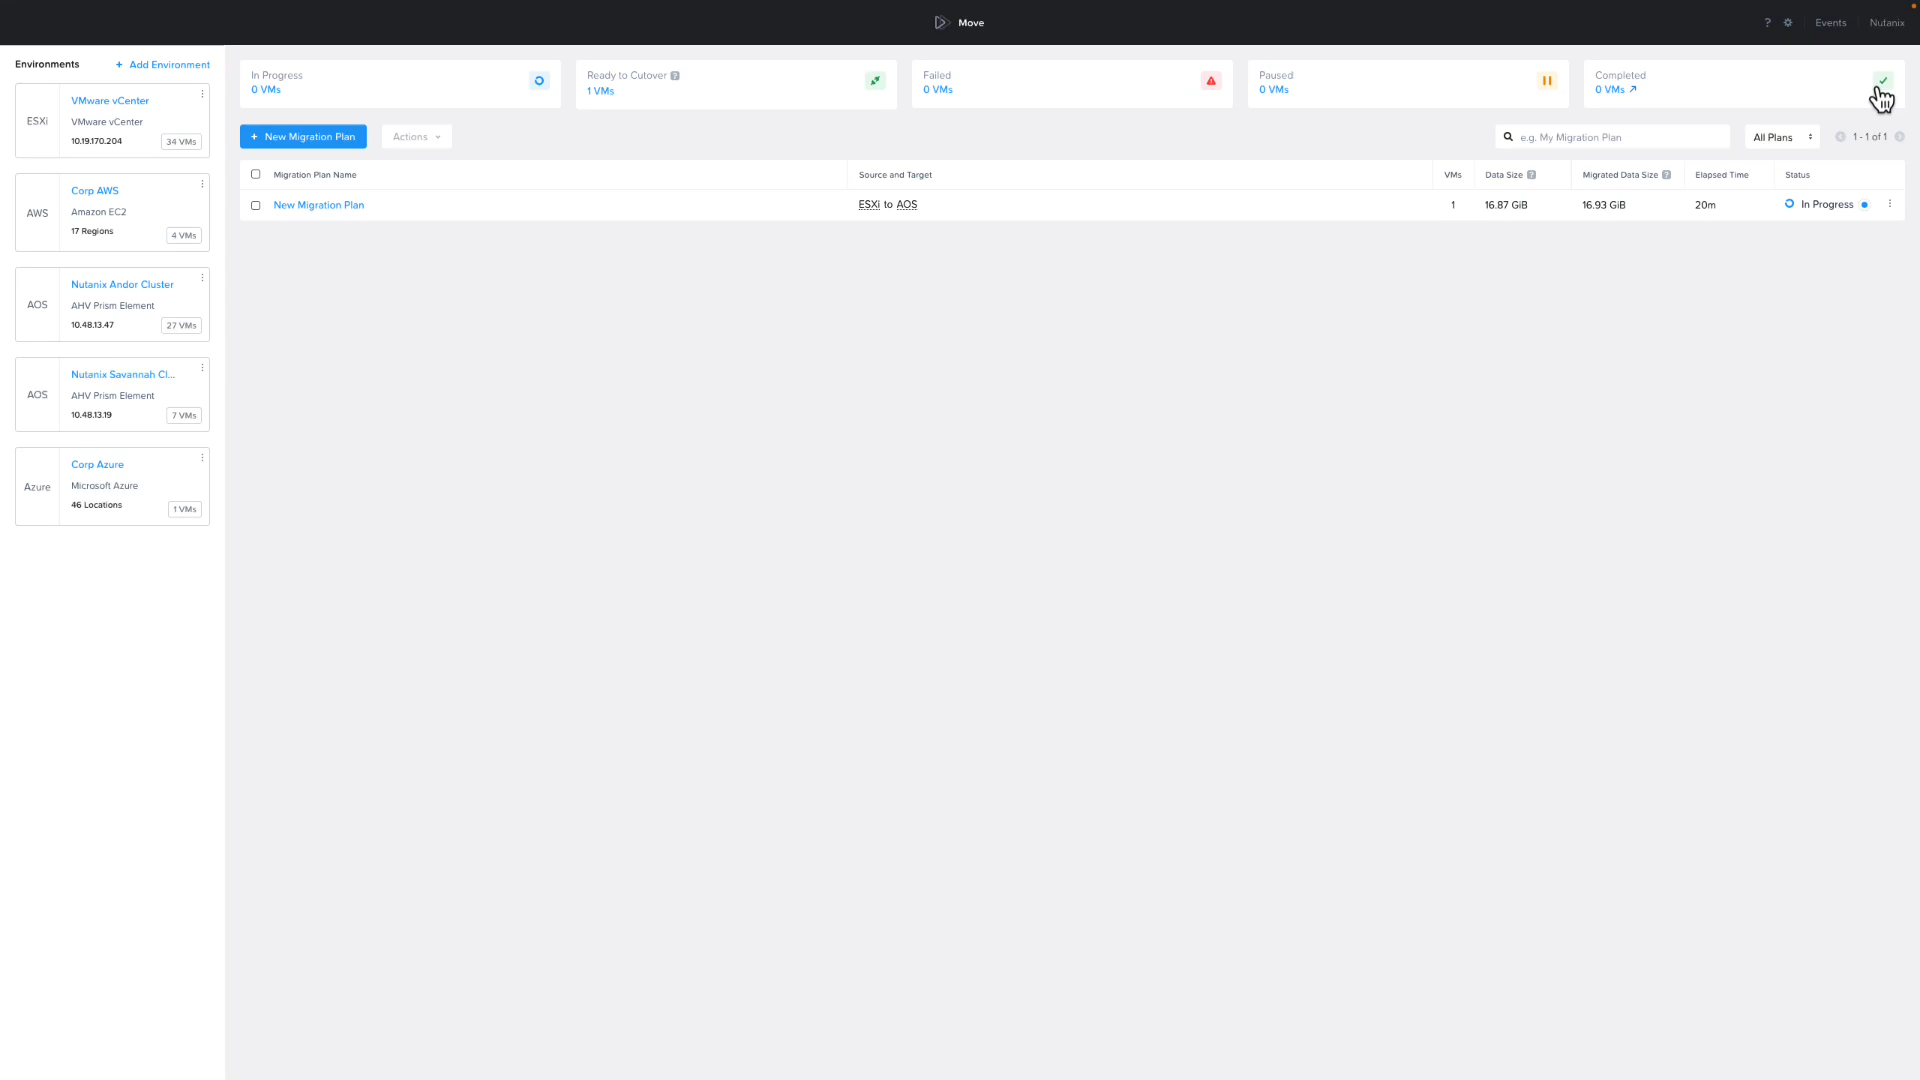 Move
?
Events
Nutanix
Environments
+ Add Environment
ESXi
VMware vCenter
VMware vCenter
10.19.170.204
34 VMs
AWS
Corp AWS
Amazon EC2
17 Regions
4 VMs
AOS
Nutanix Andor Cluster
AHV Prism Element
10.48.13.47
27 VMs
AOS
Nutanix Savannah Cl...
AHV Prism Element
10.48.13.19
7 VMs
Azure
Corp Azure
Microsoft Azure
46 Locations
1 VMs
In Progress
0 VMs
Ready to Cutover ?
1 VMs
Failed
0 VMs
Paused
0 VMs
Completed
0 VMs
+ New Migration Plan
Actions
e.g. My Migration Plan
All Plans
1 - 1 of 1
Migration Plan Name
Source and Target
VMs
Data Size ?
Migrated Data Size ?
Elapsed Time
Status
New Migration Plan
ESXi to AOS
1
16.87 GiB
16.93 GiB
20m
In Progress